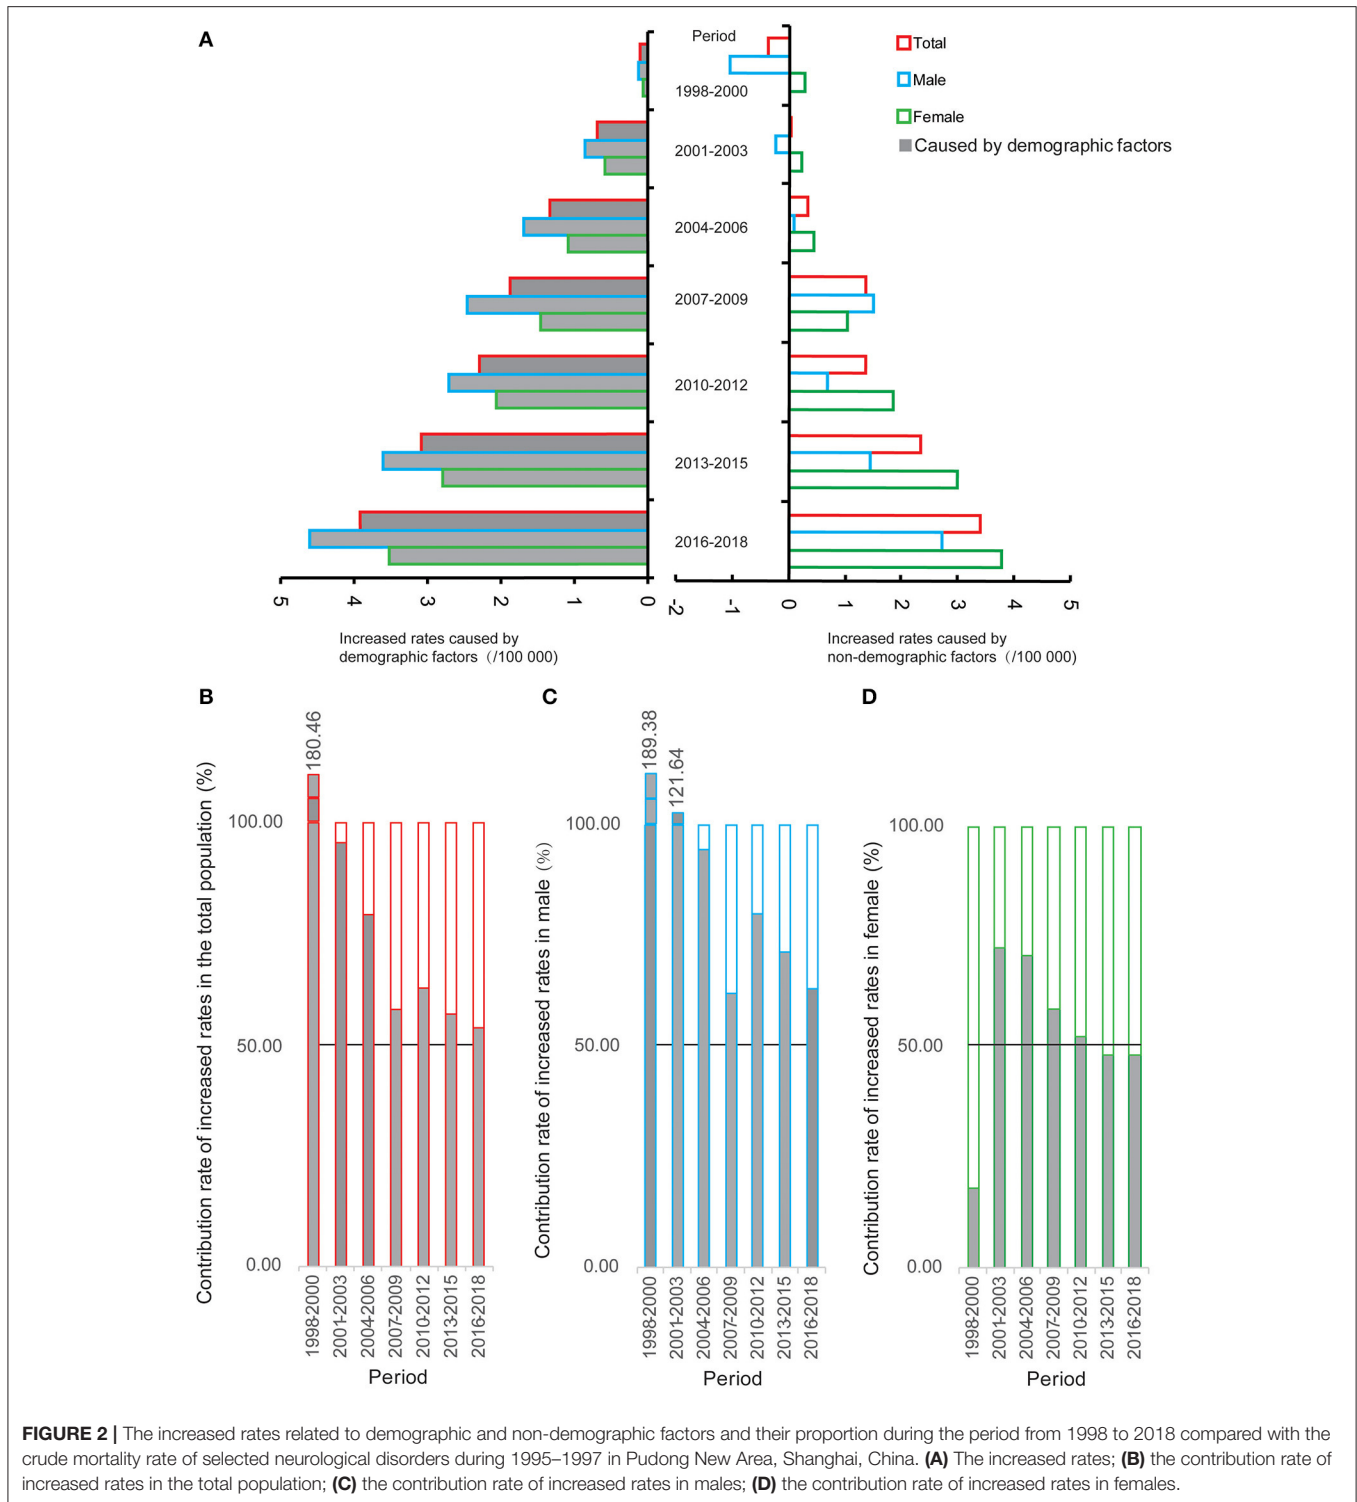 A
Period
Total
Male
Female
Caused by demographic factors
1998-2000
2001-2003
2004-2006
2007-2009
2010-2012
2013-2015
2016-2018
5 4 3 2 1 0
-2 -1 0 1 2 3 4 5
Increased rates caused by
demographic factors（/100 000)
Increased rates caused by
non-demographic factors（/100 000)
B
Contribution rate of increased rates in the total population (%)
180.46
100.00
50.00
0.00
1998-2000
2001-2003
2004-2006
2007-2009
2010-2012
2013-2015
2016-2018
Period
C
Contribution rate of increased rates in male（%）
189.38
121.64
100.00
50.00
0.00
1998-2000
2001-2003
2004-2006
2007-2009
2010-2012
2013-2015
2016-2018
Period
D
Contribution rate of increased rates in female (%)
100.00
50.00
0.00
1998-2000
2001-2003
2004-2006
2007-2009
2010-2012
2013-2015
2016-2018
Period
FIGURE 2 | The increased rates related to demographic and non-demographic factors and their proportion during the period from 1998 to 2018 compared with the
crude mortality rate of selected neurological disorders during 1995–1997 in Pudong New Area, Shanghai, China. (A) The increased rates; (B) the contribution rate of
increased rates in the total population; (C) the contribution rate of increased rates in males; (D) the contribution rate of increased rates in females.